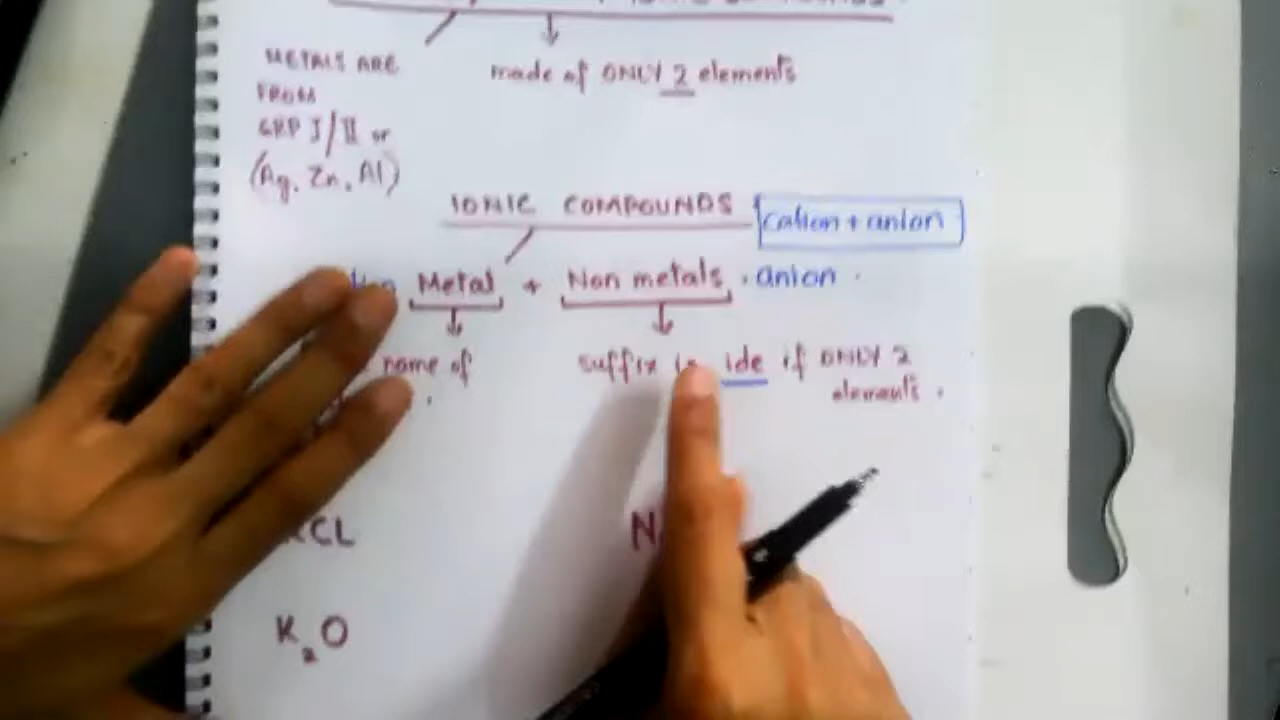 METALS ARE
FROM
GRP I/II or
(Ag, Zn, Al)
made of ONLY 2 elements
IONIC COMPOUNDS cation + anion
Metal + Non metals . anion .
name of
suffix is ide if ONLY 2
elements .
CL
K2O